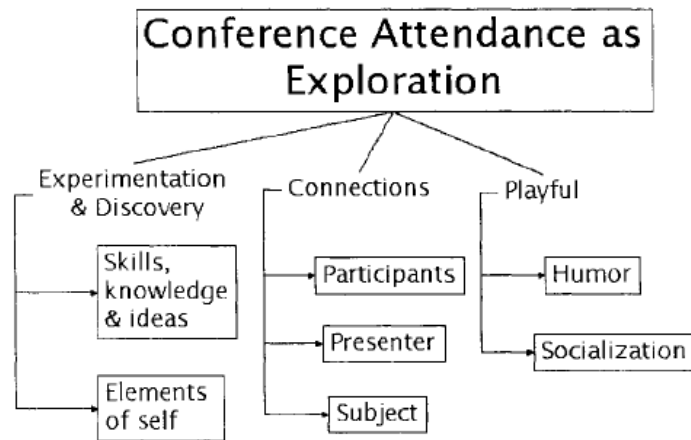 Conference Attendance as
Exploration
Experimentation
& Discovery
Skills,
knowledge
& ideas
Elements
of self
Connections
Participants
Presenter
Subject
Playful
Humor
Socialization